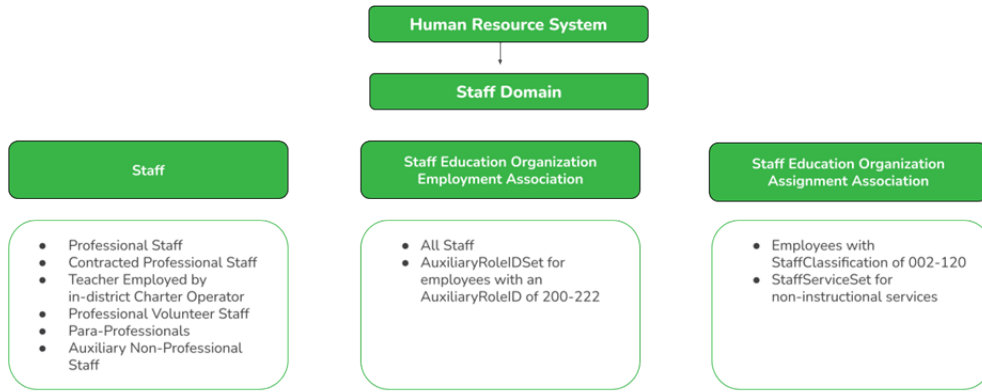 Human Resource System
Staff Domain
Staff
Staff Education Organization
Employment Association
Staff Education Organization
Assignment Association
● Professional Staff
● Contracted Professional Staff
● Teacher Employed by
in-district Charter Operator
● Professional Volunteer Staff
● Para-Professionals
● Auxiliary Non-Professional
Staff
● All Staff
● AuxiliaryRoleIDSet for
employees with an
AuxiliaryRoleID of 200-222
● Employees with
StaffClassification of 002-120
● StaffServiceSet for
non-instructional services